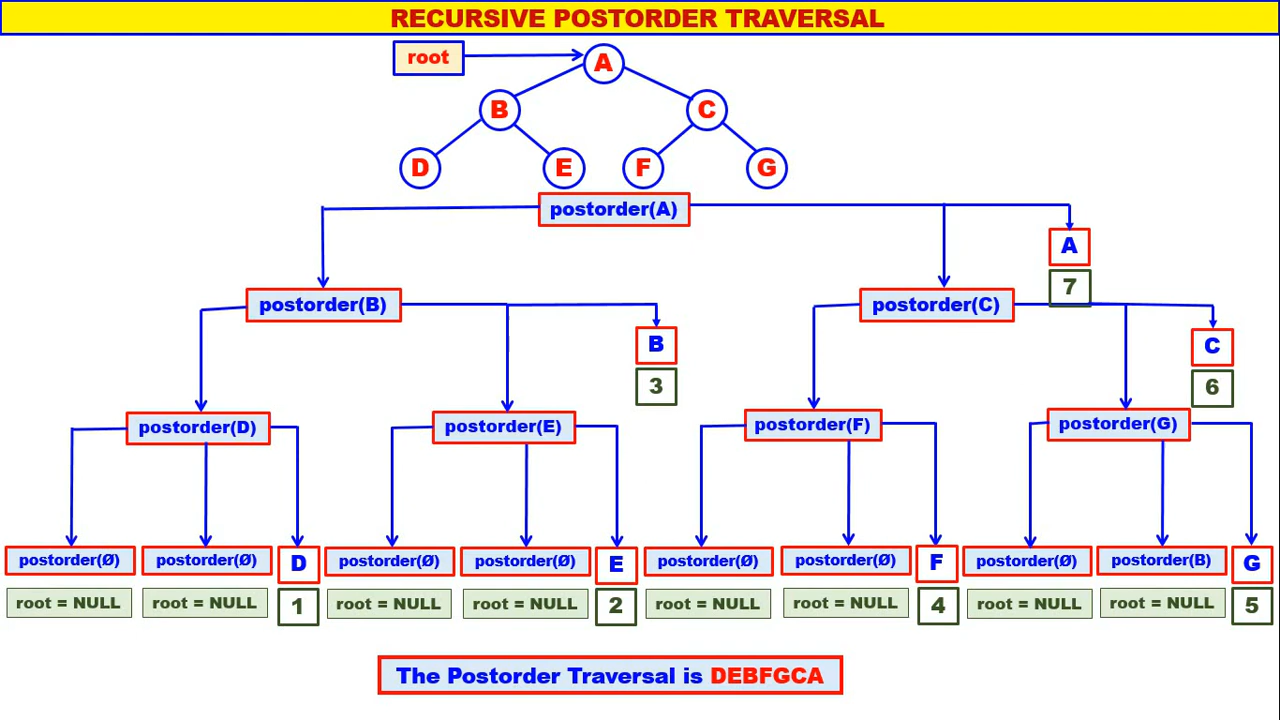 RECURSIVE POSTORDER TRAVERSAL
root
A
B C
D E F G
postorder(A)
A
7
postorder(B) postorder(C)
B C
3 6
postorder(D) postorder(E) postorder(F) postorder(G)
postorder(Ø) postorder(Ø) D postorder(Ø) postorder(Ø) E postorder(Ø) postorder(Ø) F postorder(Ø) postorder(B) G
root = NULL root = NULL 1 root = NULL root = NULL 2 root = NULL root = NULL 4 root = NULL root = NULL 5
The Postorder Traversal is DEBFGCA